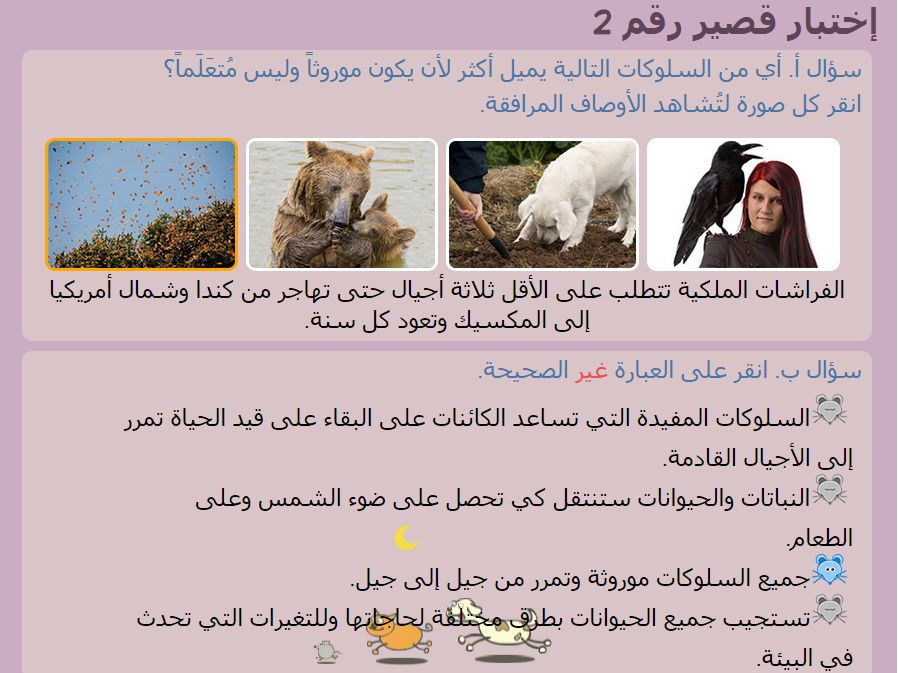 إختبار قصير رقم 2
سؤال أ. أي من السلوكات التالية يميل أكثر لأن يكون موروثاً وليس مُتعَلَماً؟
انقر كل صورة لتُشاهد الأوصاف المرافقة.
الفراشات الملكية تتطلب على الأقل ثلاثة أجيال حتى تهاجر من كندا وشمال أمريكيا
إلى المكسيك وتعود كل سنة.
سؤال ب. انقر على العبارة غير الصحيحة.
السلوكات المفيدة التي تساعد الكائنات على البقاء على قيد الحياة تمرر
إلى الأجيال القادمة.
النباتات والحيوانات ستنتقل كي تحصل على ضوء الشمس وعلى
الطعام.
جميع السلوكات موروثة وتمرر من جيل إلى جيل.
تستجيب جميع الحيوانات بطرق مختلفة لحاجاتها وللتغيرات التي تحدث
في البيئة.